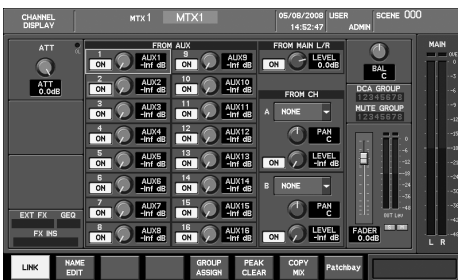 CHANNEL DISPLAY MTX 1 MTX1 05/08/2008 14:52:47 USER ADMIN SCENE 000
ATT
ATT 0.0dB
EXT FX GEQ
FX INS
FROM AUX
1 ON AUX1 -Inf dB 9 ON AUX9 -Inf dB
2 ON AUX2 -Inf dB 10 ON AUX10 -Inf dB
3 ON AUX3 -Inf dB 11 ON AUX11 -Inf dB
4 ON AUX4 -Inf dB 12 ON AUX12 -Inf dB
5 ON AUX5 -Inf dB 13 ON AUX13 -Inf dB
6 ON AUX6 -Inf dB 14 ON AUX14 -Inf dB
7 ON AUX7 -Inf dB 15 ON AUX15 -Inf dB
8 ON AUX8 -Inf dB 16 ON AUX16 -Inf dB
FROM MAIN L/R
ON LEVEL 0.0dB
FROM CH
A NONE
PAN C
ON LEVEL -Inf dB
B NONE
PAN C
ON LEVEL -Inf dB
BAL C
DCA GROUP
12345678
MUTE GROUP
12345678
FADER 0.0dB
MAIN
L R
LINK
NAME EDIT
GROUP ASSIGN
PEAK CLEAR
COPY MIX
Patchbay